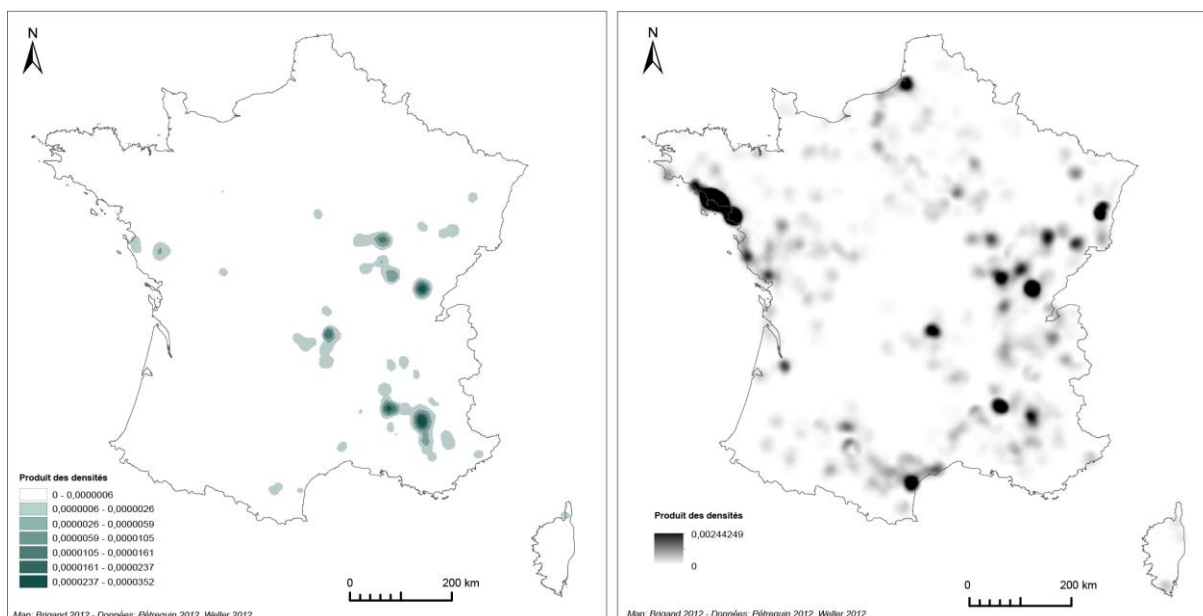 N
Produit des densités
0 - 0,0000006
0,0000006 - 0,0000026
0,0000026 - 0,0000059
0,0000059 - 0,0000105
0,0000105 - 0,0000161
0,0000161 - 0,0000237
0,0000237 - 0,0000352
0 200 km
Map: Brigand 2012 - Données: Pétrequin 2012, Weller 2012
N
Produit des densités
0,00244249
0
0 200 km
Map: Brigand 2012 - Données: Pétrequin 2012, Weller 2012